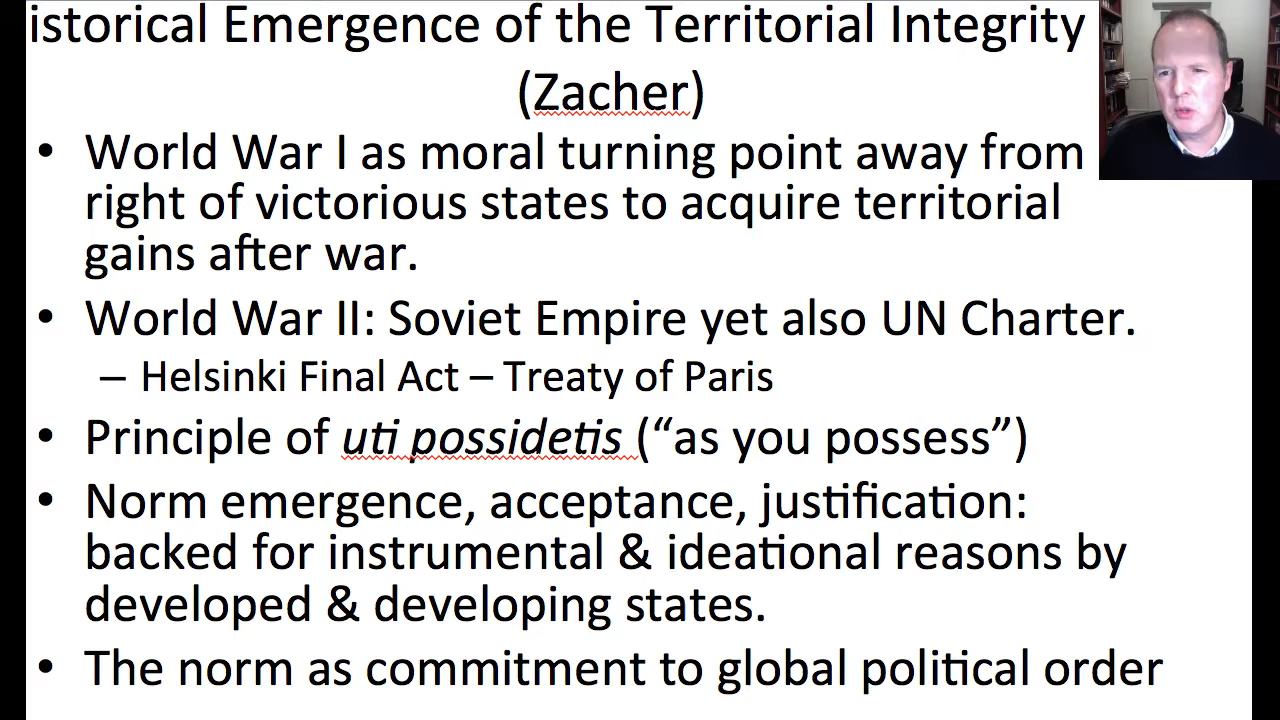 istorical Emergence of the Territorial Integrity
(Zacher)
• World War I as moral turning point away from
right of victorious states to acquire territorial
gains after war.
• World War II: Soviet Empire yet also UN Charter.
– Helsinki Final Act – Treaty of Paris
• Principle of uti possidetis (“as you possess”)
• Norm emergence, acceptance, justification:
backed for instrumental & ideational reasons by
developed & developing states.
• The norm as commitment to global political order